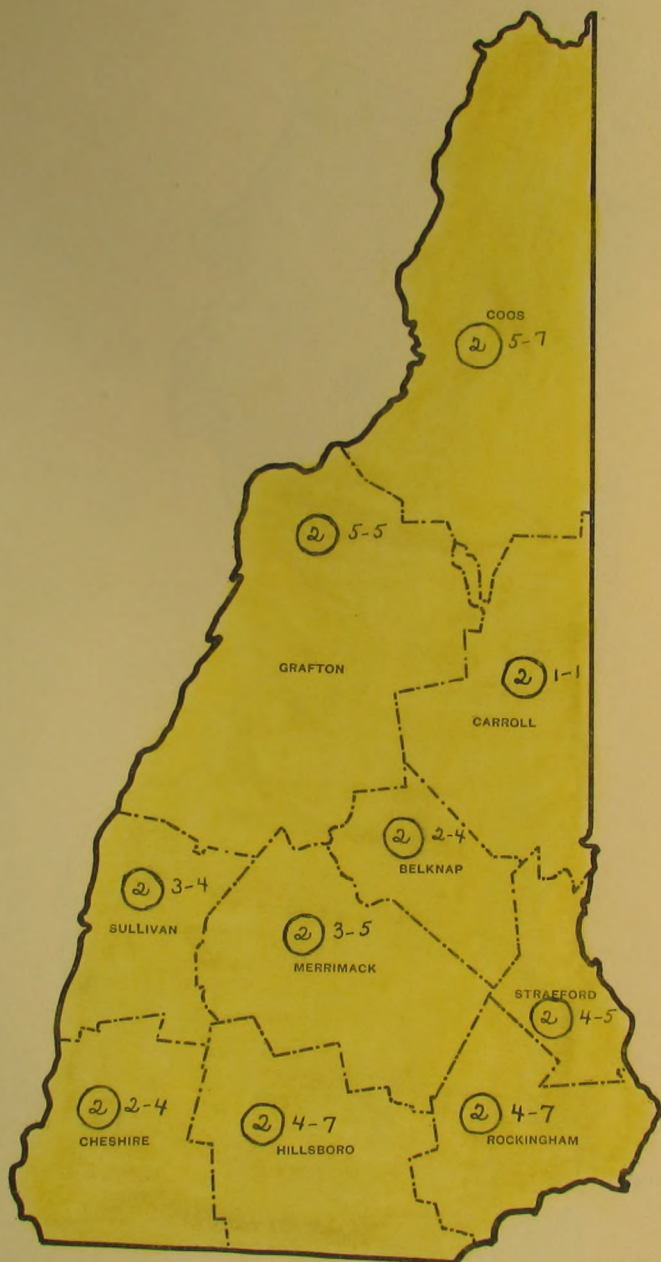 COOS
2 5-7
2 5-5
GRAFTON
2 1-1
CARROLL
2 2-4
BELKNAP
2 3-4
SULLIVAN
2 3-5
MERRIMACK
STRAFFORD
2 4-5
2 2-4
CHESHIRE
2 4-7
HILLSBORO
2 4-7
ROCKINGHAM